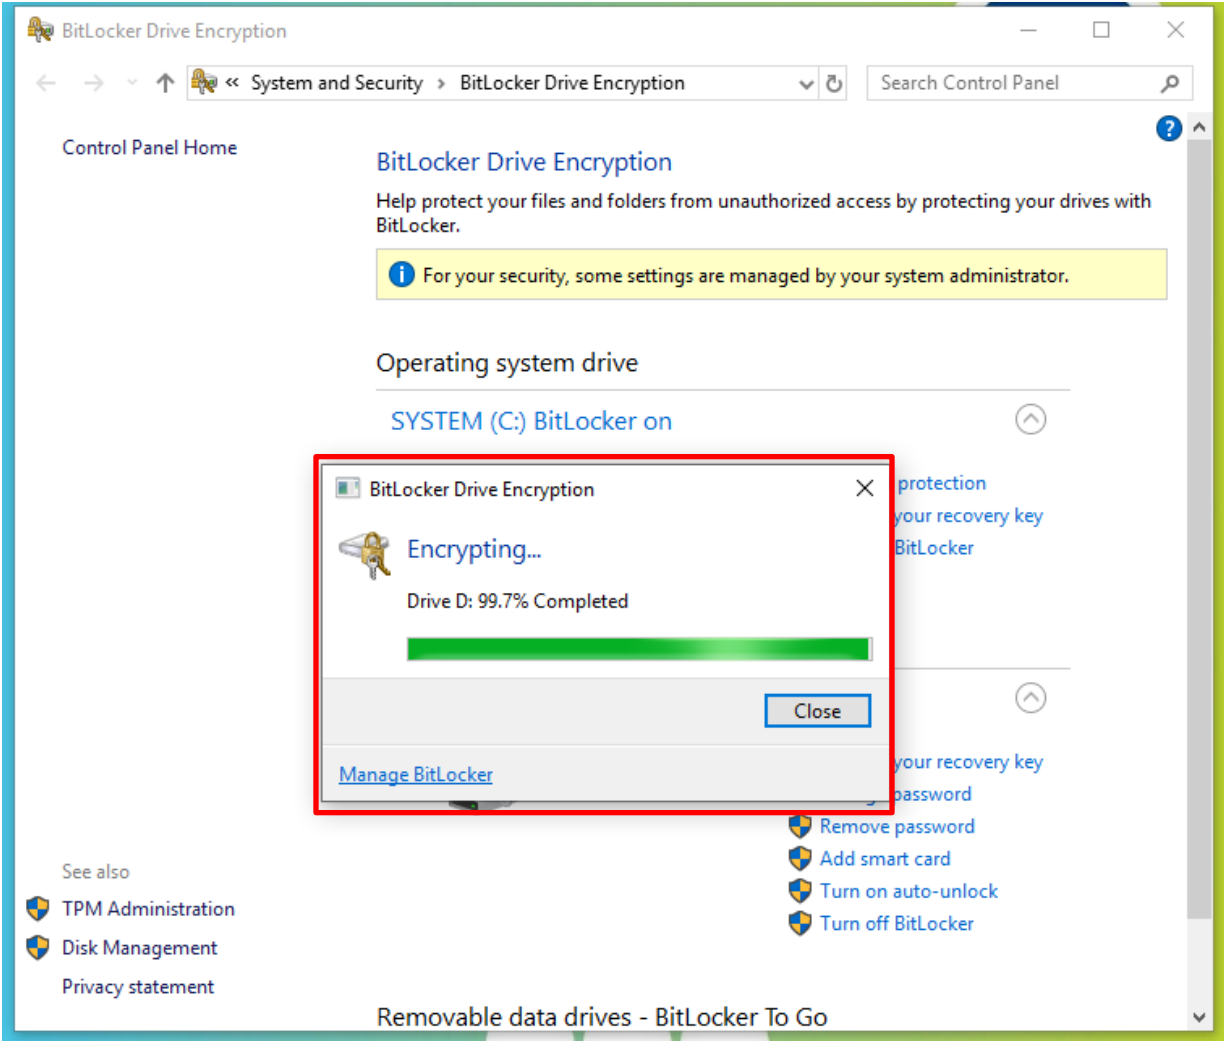 BitLocker Drive Encryption
« System and Security › BitLocker Drive Encryption
Search Control Panel
Control Panel Home
BitLocker Drive Encryption
Help protect your files and folders from unauthorized access by protecting your drives with
BitLocker.
For your security, some settings are managed by your system administrator.
Operating system drive
SYSTEM (C:) BitLocker on
protection
your recovery key
BitLocker
BitLocker Drive Encryption
Encrypting...
Drive D: 99.7% Completed
Close
Manage BitLocker
your recovery key
password
Remove password
Add smart card
Turn on auto-unlock
Turn off BitLocker
See also
TPM Administration
Disk Management
Privacy statement
Removable data drives - BitLocker To Go